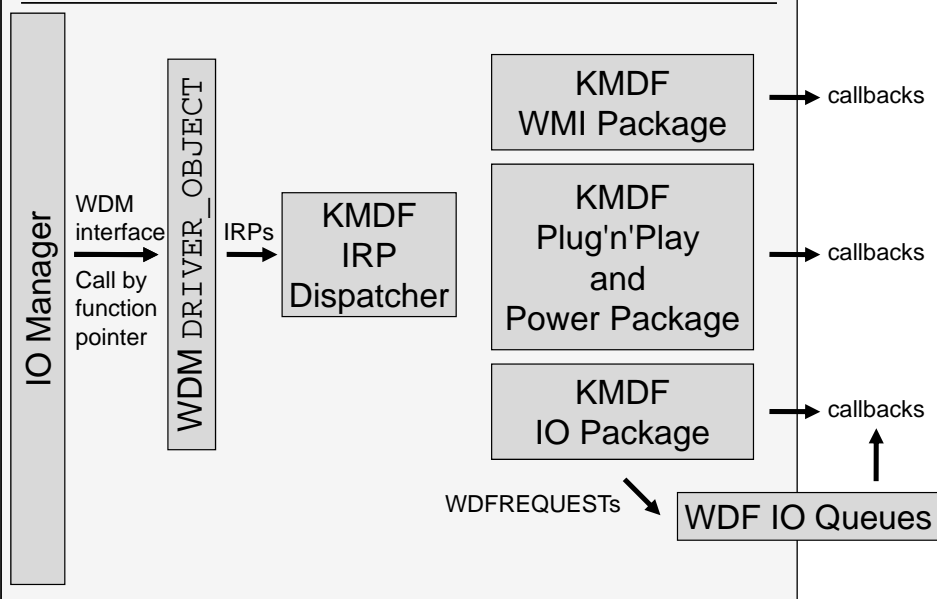 IO Manager
WDM
interface
Call by
function
pointer
WDM DRIVER_OBJECT
IRPs
KMDF
IRP
Dispatcher
KMDF
WMI Package
callbacks
KMDF
Plug'n'Play
and
Power Package
callbacks
KMDF
IO Package
callbacks
WDFREQUESTs
WDF IO Queues